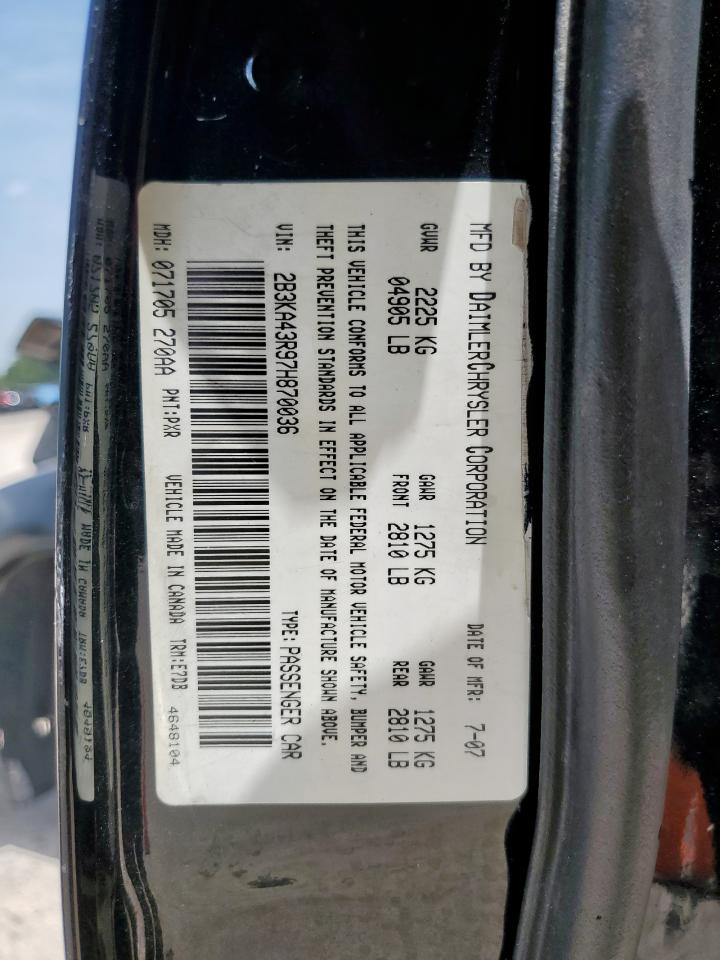 MFD BY DAIMLERCHRYSLER CORPORATION DATE OF MFR: 7-07
GVWR 2225 KG GAWR 1275 KG GAWR 1275 KG
04905 LB FRONT 2810 LB REAR 2810 LB
THIS VEHICLE CONFORMS TO ALL APPLICABLE FEDERAL MOTOR VEHICLE SAFETY, BUMPER AND
THEFT PREVENTION STANDARDS IN EFFECT ON THE DATE OF MANUFACTURE SHOWN ABOVE.
VIN: 2B3KA43R97H870036 TYPE: PASSENGER CAR
MDH: 071705 270AA PNT:PXR VEHICLE MADE IN CANADA TRM:E7DB 4648104